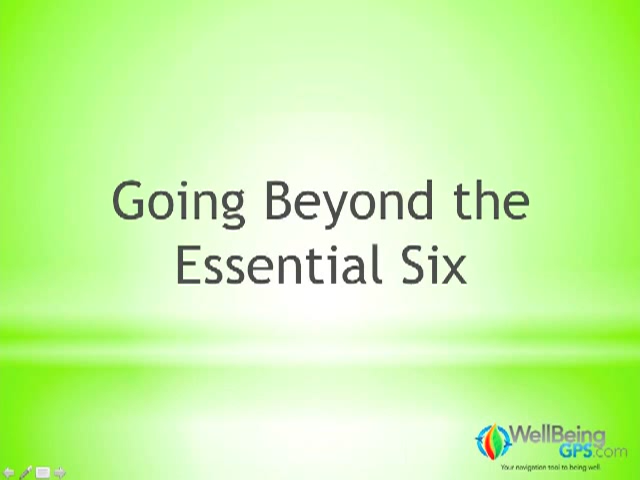 Going Beyond the
Essential Six
WellBeing
GPS.com
Your navigation tool to being well.